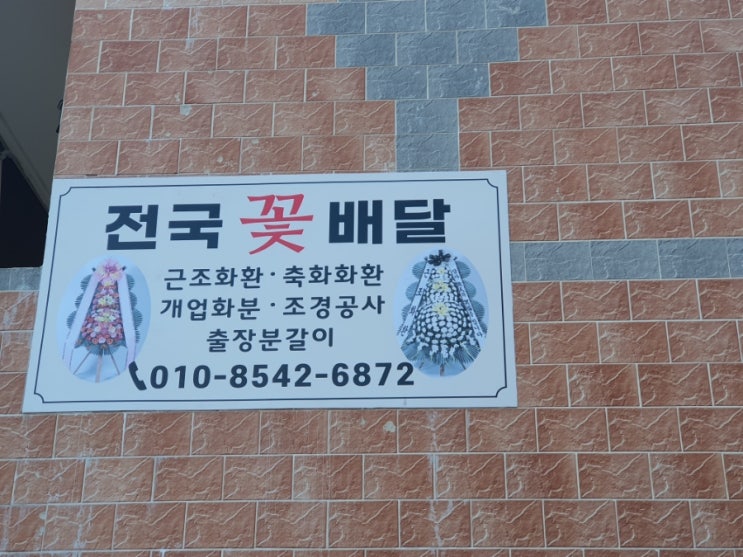 전국 꽃 배달
근조화환 · 축화화환
개업화분 · 조경공사
출장분갈이
010-8542-6872